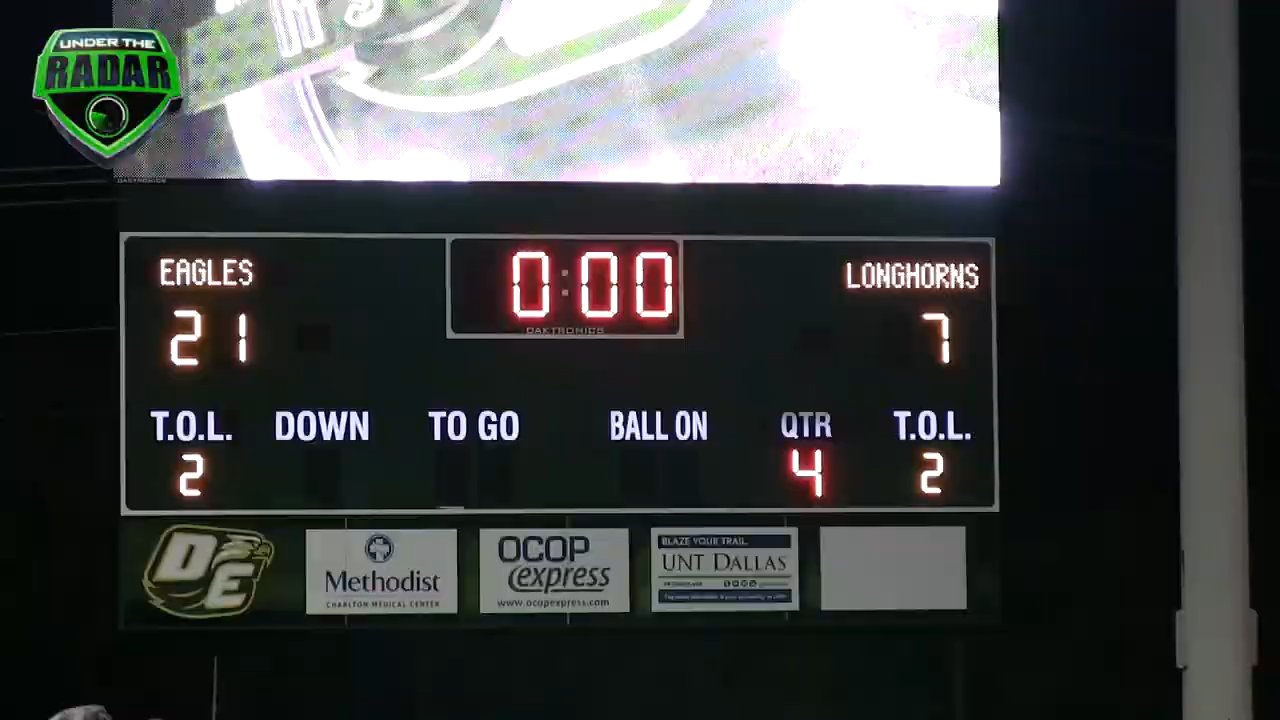 UNDER THE
RADAR
DAKTRONICS
EAGLES
0:00
LONGHORNS
21
7
DAKTRONICS
T.O.L.
DOWN
TO GO
BALL ON
QTR
T.O.L.
2
4
2
DE
Methodist
CHARLTON MEDICAL CENTER
OCOP
express
www.ocopexpress.com
BLAZE YOUR TRAIL.
UNT DALLAS